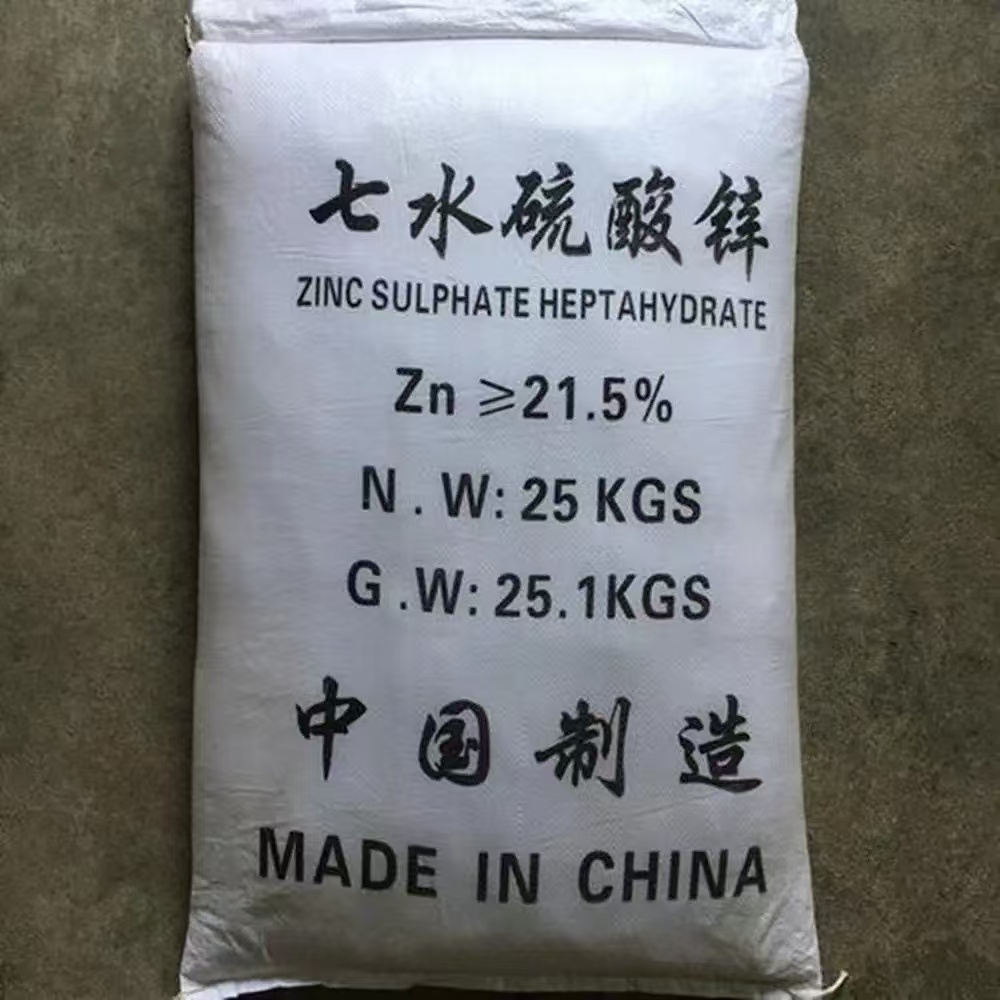 七水硫酸锌
ZINC SULPHATE HEPTAHYDRATE
Zn ≥21.5%
N.W: 25 KGS
G.W: 25.1KGS
中国制造
MADE IN CHINA